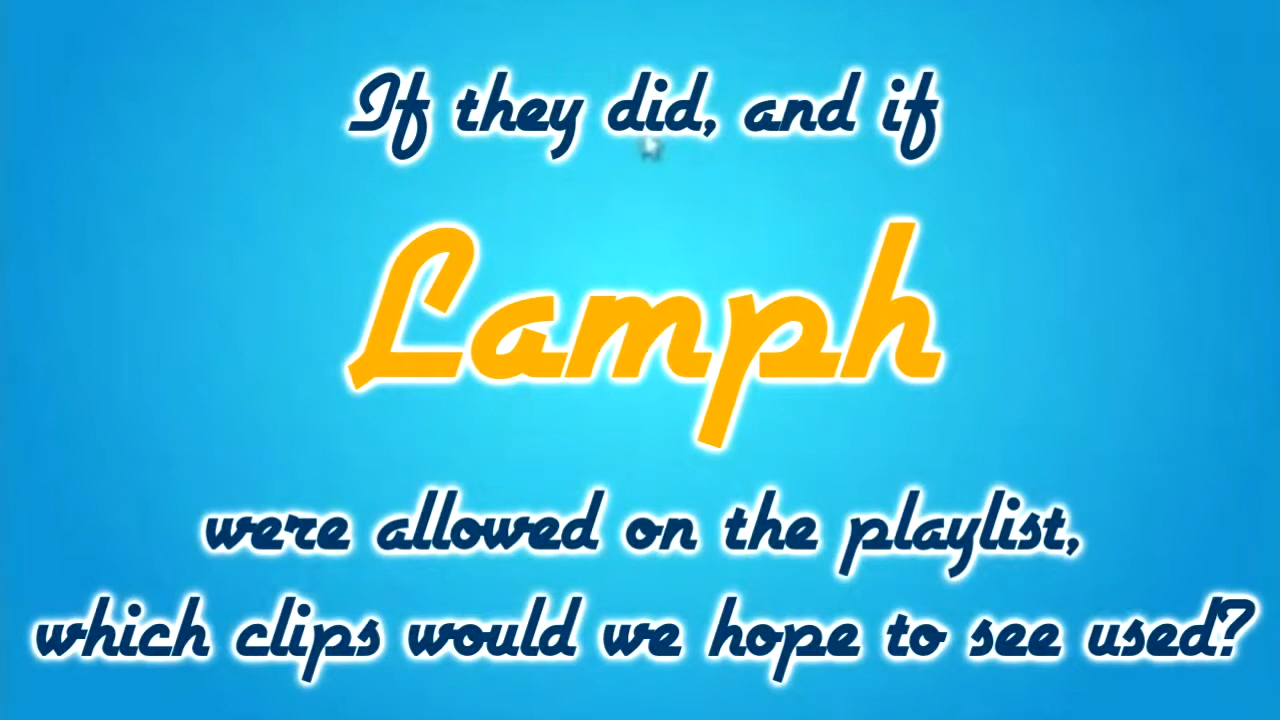 If they did, and if
Lamph
were allowed on the playlist,
which clips would we hope to see used?